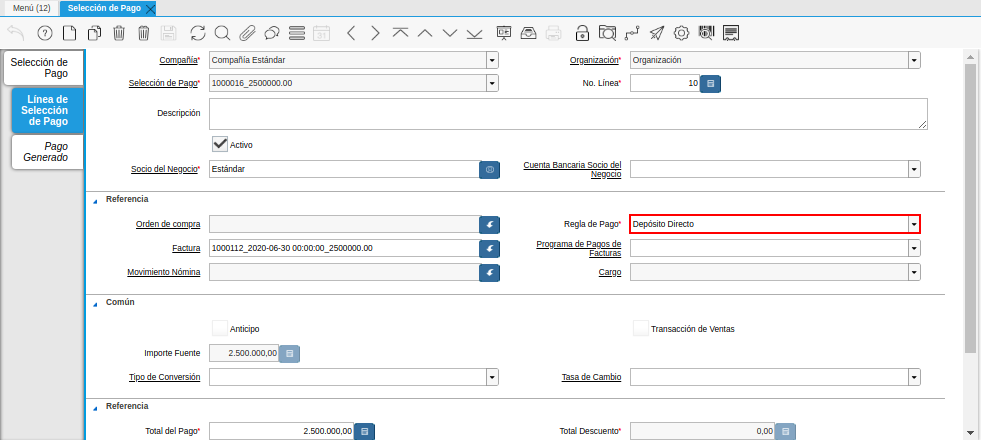 Menú (12)
Selección de Pago
Selección de Pago
Línea de Selección de Pago
Pago Generado
Compañía* Compañía Estándar
Organización* Organización
Selección de Pago* 1000016_2500000.00
No. Línea* 10
Descripción
Activo
Socio del Negocio* Estándar
Cuenta Bancaria Socio del Negocio
Referencia
Orden de compra
Regla de Pago* Depósito Directo
Factura 1000112_2020-06-30 00:00:00_2500000.00
Programa de Pagos de Facturas
Movimiento Nómina
Cargo
Común
Anticipo
Transacción de Ventas
Importe Fuente 2.500.000,00
Tipo de Conversión
Tasa de Cambio
Referencia
Total del Pago* 2.500.000,00
Total Descuento* 0,00